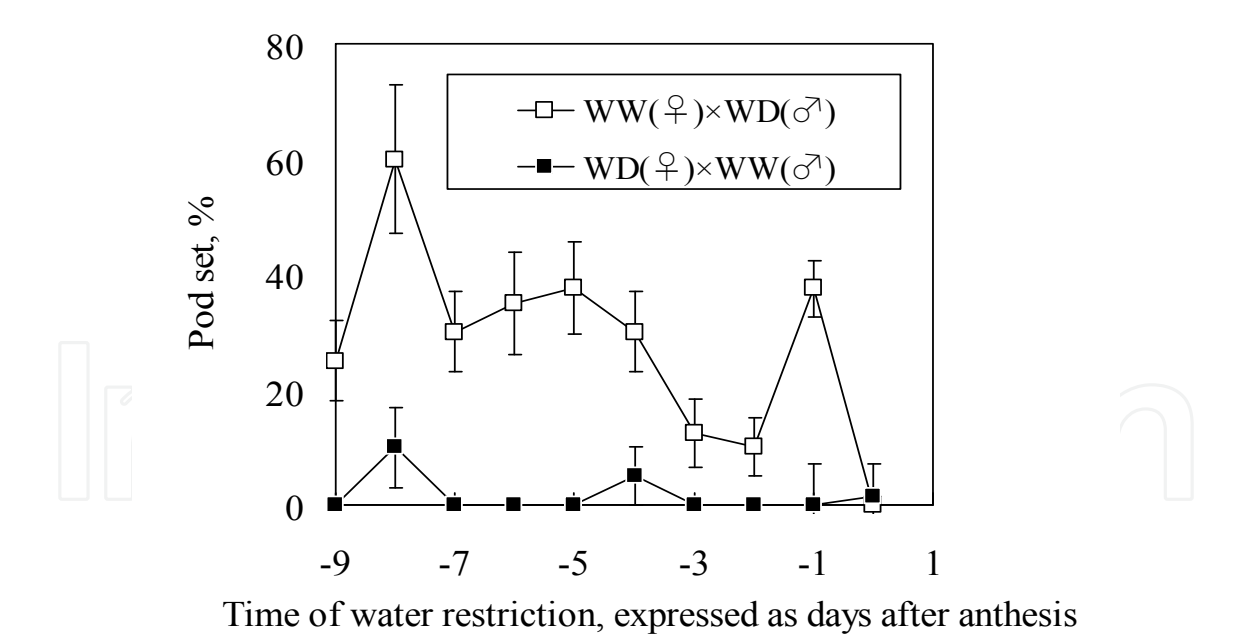 80
60
40
20
0
Pod set, %
WW(♀)×WD(♂)
WD(♀)×WW(♂)
-9 -7 -5 -3 -1 1
Time of water restriction, expressed as days after anthesis